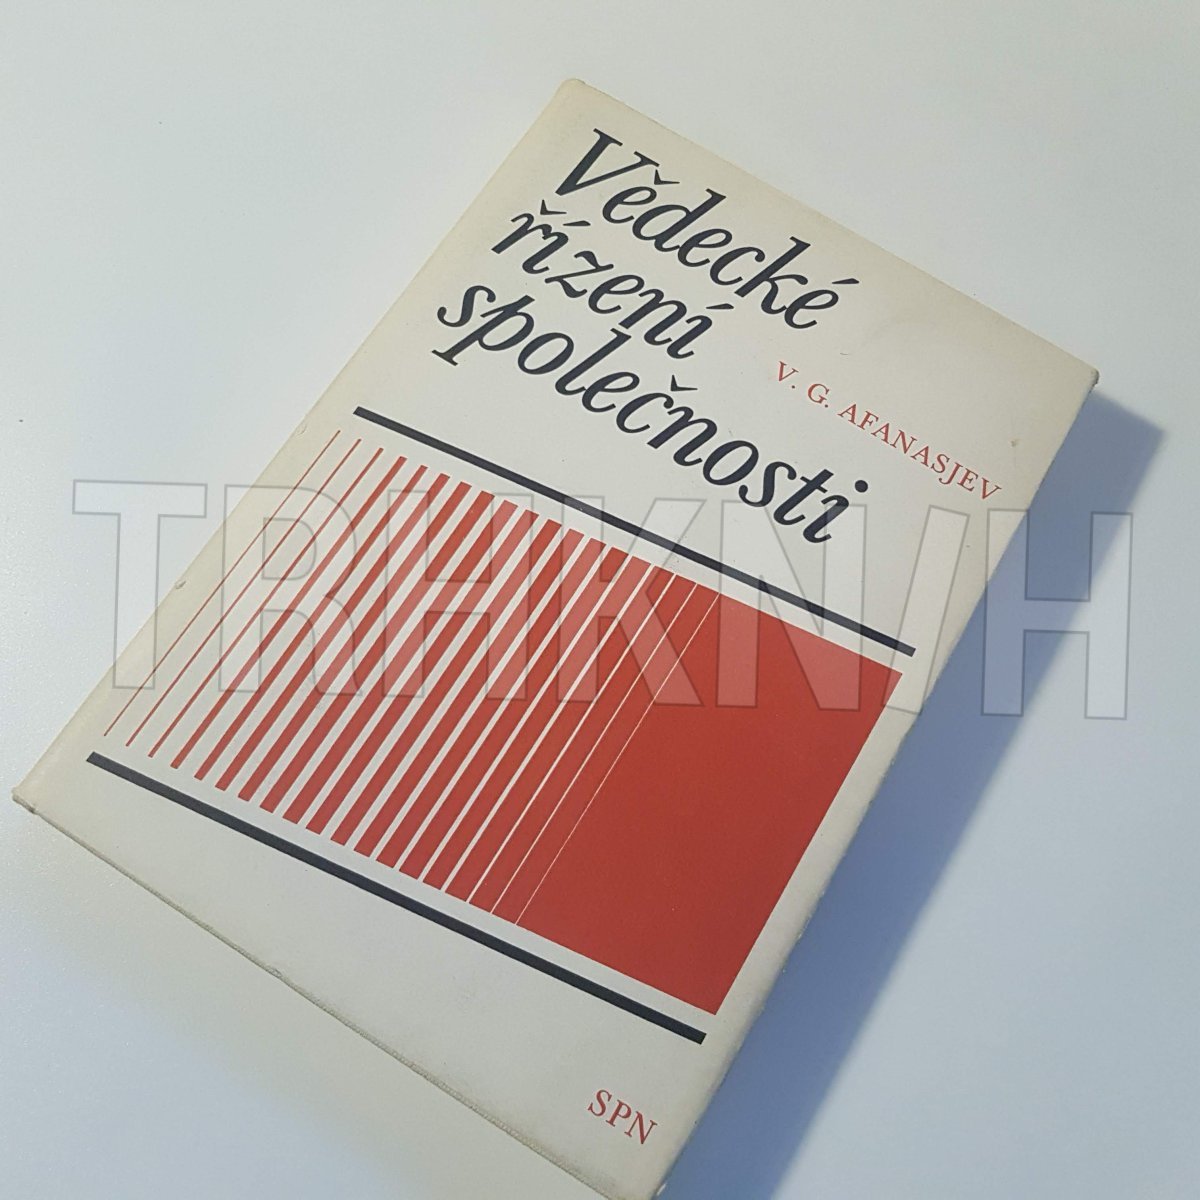 Vědecké
řízení
společnosti
V. G. AFANASJEV
TRHKNIH
SPN